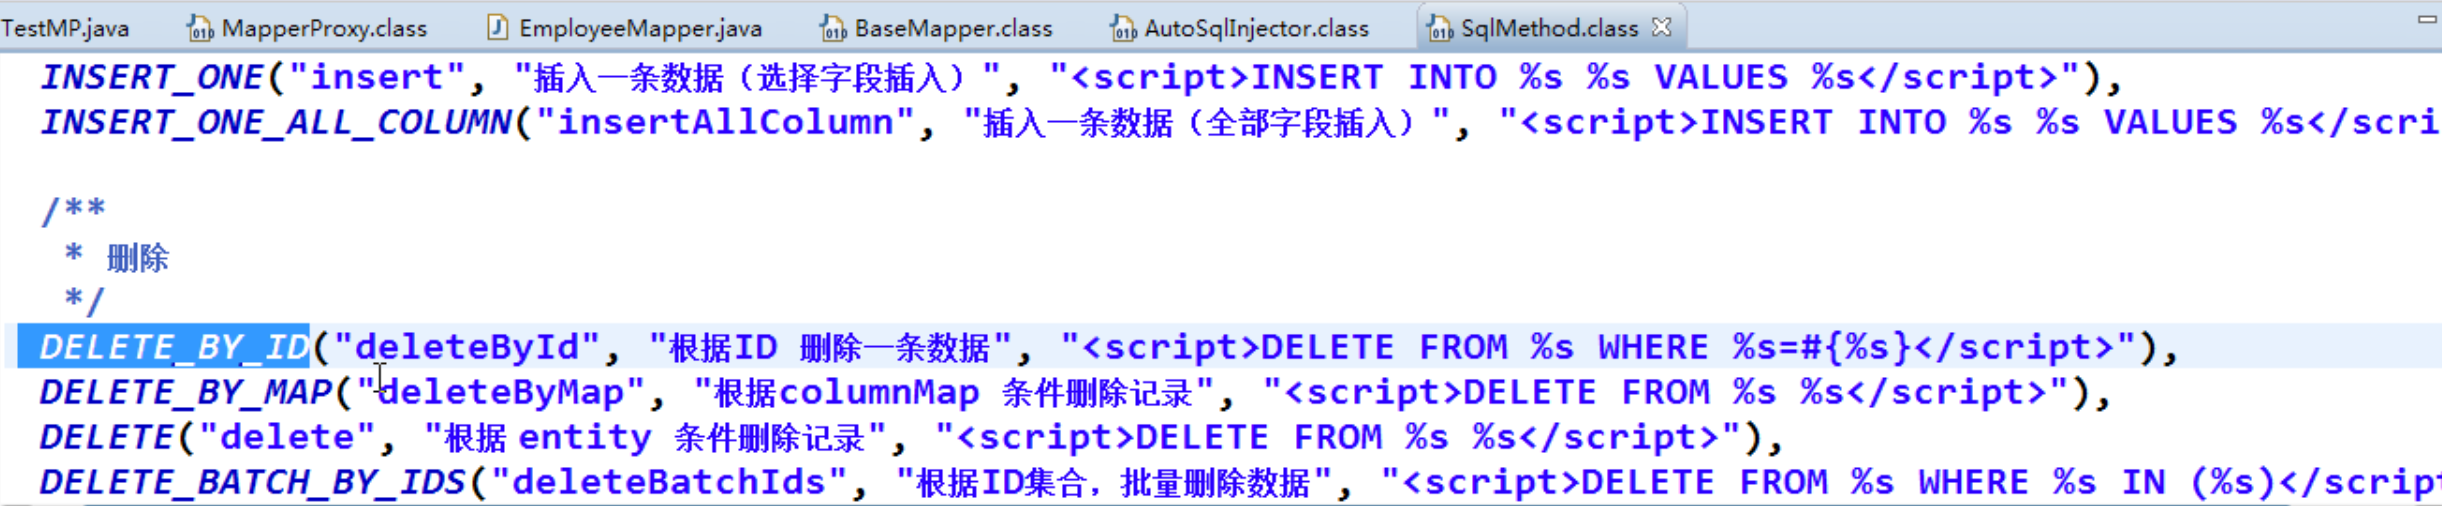 TestMP.java MapperProxy.class EmployeeMapper.java BaseMapper.class AutoSqlInjector.class SqlMethod.class
INSERT_ONE("insert", "插入一条数据（选择字段插入）", "<script>INSERT INTO %s %s VALUES %s</script>"),
INSERT_ONE_ALL_COLUMN("insertAllColumn", "插入一条数据（全部字段插入）", "<script>INSERT INTO %s %s VALUES %s</scri
/**
* 删除
*/
DELETE_BY_ID("deleteById", "根据ID 删除一条数据", "<script>DELETE FROM %s WHERE %s=#{%s}</script>"),
DELETE_BY_MAP("deleteByMap", "根据columnMap 条件删除记录", "<script>DELETE FROM %s %s</script>"),
DELETE("delete", "根据 entity 条件删除记录", "<script>DELETE FROM %s %s</script>"),
DELETE_BATCH_BY_IDS("deleteBatchIds", "根据ID集合，批量删除数据", "<script>DELETE FROM %s WHERE %s IN (%s)</script